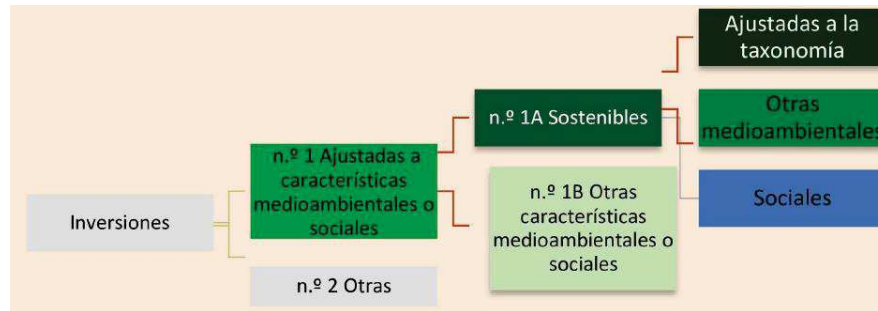 Ajustadas a la
taxonomía
n.º 1A Sostenibles
Otras
medioambientales
n.º 1 Ajustadas a
características
medioambientales o
sociales
n.º 1B Otras
características
medioambientales o
sociales
Sociales
Inversiones
n.º 2 Otras